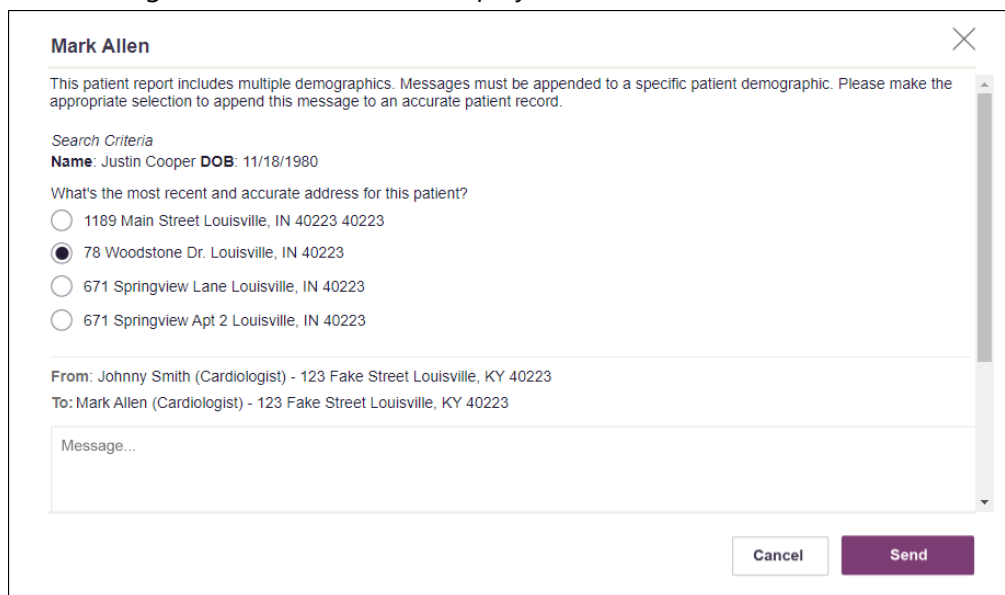 Mark Allen
This patient report includes multiple demographics. Messages must be appended to a specific patient demographic. Please make the
appropriate selection to append this message to an accurate patient record.
Search Criteria
Name: Justin Cooper DOB: 11/18/1980
What's the most recent and accurate address for this patient?
1189 Main Street Louisville, IN 40223 40223
78 Woodstone Dr. Louisville, IN 40223
671 Springview Lane Louisville, IN 40223
671 Springview Apt 2 Louisville, IN 40223
From: Johnny Smith (Cardiologist) - 123 Fake Street Louisville, KY 40223
To: Mark Allen (Cardiologist) - 123 Fake Street Louisville, KY 40223
Message...
Cancel Send